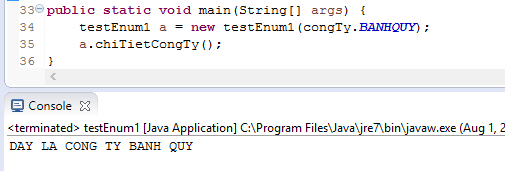 33 public static void main(String[] args) {
34 testEnum1 a = new testEnum1(congTy.BANHQUY);
35 a.chiTietCongTy();
36 }
Console
<terminated> testEnum1 [Java Application] C:\Program Files\Java\jre7\bin\javaw.exe (Aug 1, 2
DAY LA CONG TY BANH QUY